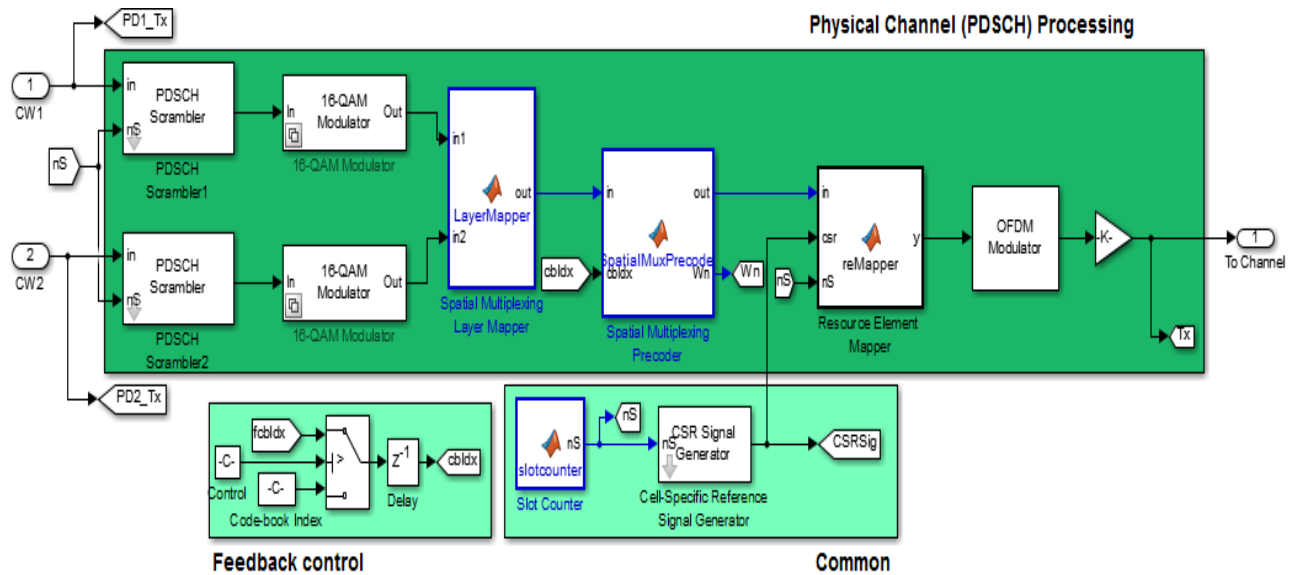 PD1_Tx
Physical Channel (PDSCH) Processing
1
CW1
in
nS
PDSCH
Scrambler
PDSCH
Scrambler1
In
16-QAM
Modulator
Out
16-QAM Modulator
nS
in1
in2
out
LayerMapper
Spatial Multiplexing
Layer Mapper
in
cbIdx
out
Wn
SpatialMuxPrecode
cbIdx
Wn
Spatial Multiplexing
Precoder
in
csr
nS
reMapper
y
nS
Resource Element
Mapper
OFDM
Modulator
-K-
1
To Channel
Tx
2
CW2
in
nS
PDSCH
Scrambler
PDSCH
Scrambler2
In
16-QAM
Modulator
Out
16-QAM Modulator
PD2_Tx
fcbIdx
-C-
Control
-C-
Code-book Index
>
Z-1
Delay
cbIdx
Feedback control
slotcounter
nS
Slot Counter
nS
nS
CSR Signal
Generator
Cell-Specific Reference
Signal Generator
CSRSig
Common